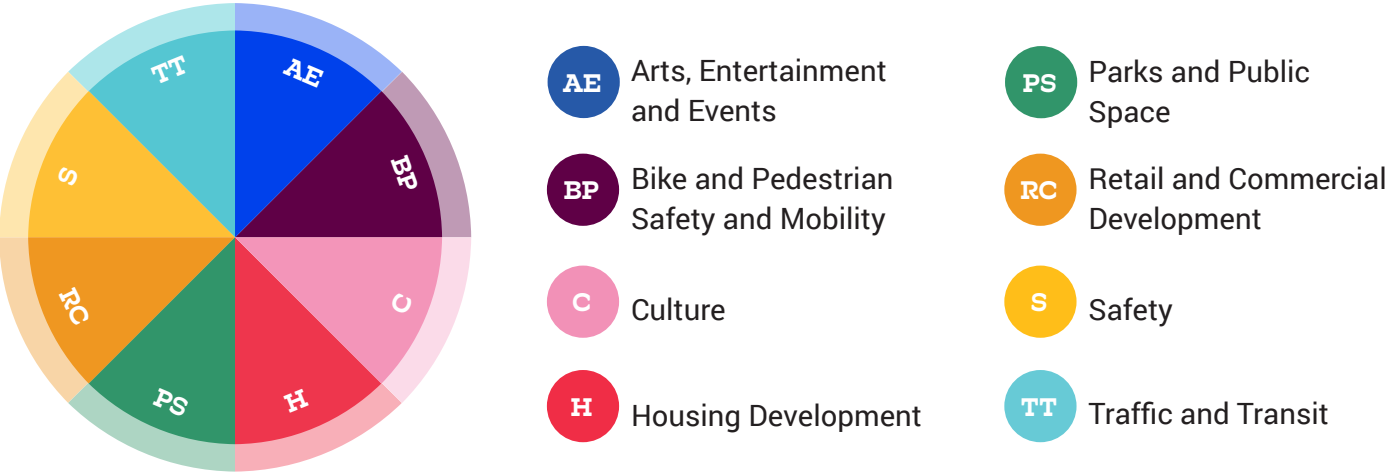 TT
AE
S
BP
RC
C
PS
H
AE
Arts, Entertainment
and Events
BP
Bike and Pedestrian
Safety and Mobility
C
Culture
H
Housing Development
PS
Parks and Public
Space
RC
Retail and Commercial
Development
S
Safety
TT
Traffic and Transit